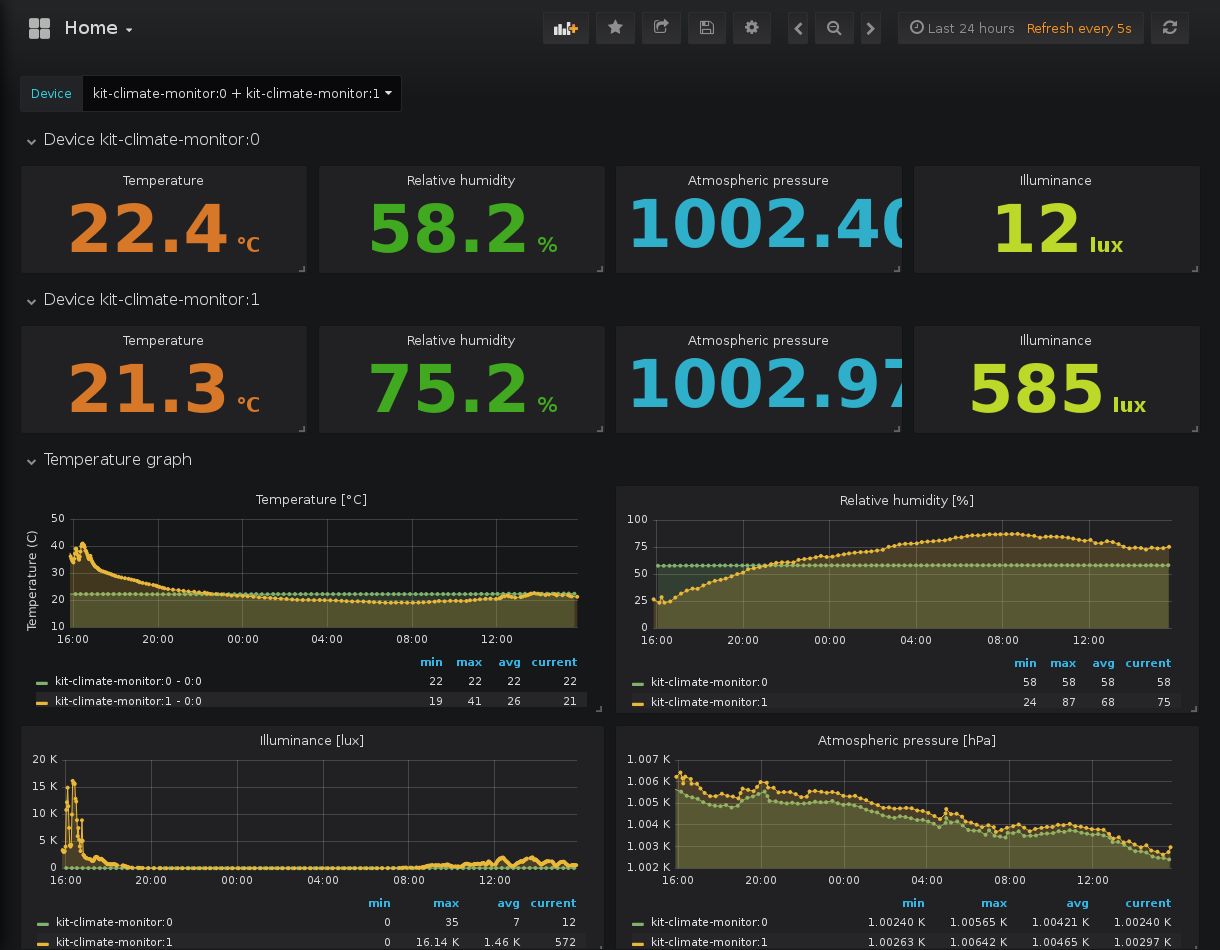 Home
Last 24 hours Refresh every 5s
Device kit-climate-monitor:0 + kit-climate-monitor:1
Device kit-climate-monitor:0
Temperature Relative humidity Atmospheric pressure Illuminance
22.4 °C 58.2 % 1002.40 12 lux
Device kit-climate-monitor:1
Temperature Relative humidity Atmospheric pressure Illuminance
21.3 °C 75.2 % 1002.97 585 lux
Temperature graph
Temperature [°C]
Temperature (C)
50
40
30
20
10
16:00 20:00 00:00 04:00 08:00 12:00
min max avg current
kit-climate-monitor:0 - 0:0 22 22 22 22
kit-climate-monitor:1 - 0:0 19 41 26 21
Relative humidity [%]
100
75
50
25
0
16:00 20:00 00:00 04:00 08:00 12:00
min max avg current
kit-climate-monitor:0 58 58 58 58
kit-climate-monitor:1 24 87 68 75
Illuminance [lux]
20 K
15 K
10 K
5 K
0
16:00 20:00 00:00 04:00 08:00 12:00
min max avg current
kit-climate-monitor:0 0 35 7 12
kit-climate-monitor:1 0 16.14 K 1.46 K 572
Atmospheric pressure [hPa]
1.007 K
1.006 K
1.005 K
1.004 K
1.003 K
1.002 K
16:00 20:00 00:00 04:00 08:00 12:00
min max avg current
kit-climate-monitor:0 1.00240 K 1.00565 K 1.00421 K 1.00240 K
kit-climate-monitor:1 1.00263 K 1.00642 K 1.00465 K 1.00297 K